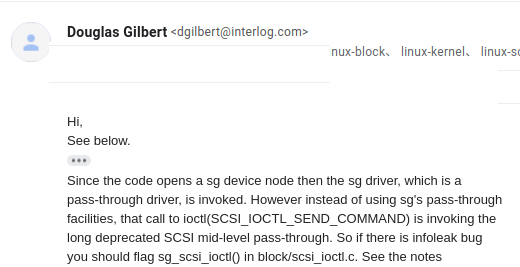 Douglas Gilbert <dgilbert@interlog.com>
linux-block、 linux-kernel、
Hi,
See below.
Since the code opens a sg device node then the sg driver, which is a
pass-through driver, is invoked. However instead of using sg's pass-through
facilities, that call to ioctl(SCSI_IOCTL_SEND_COMMAND) is invoking the
long deprecated SCSI mid-level pass-through. So if there is infoleak bug
you should flag sg_scsi_ioctl() in block/scsi_ioctl.c. See the notes